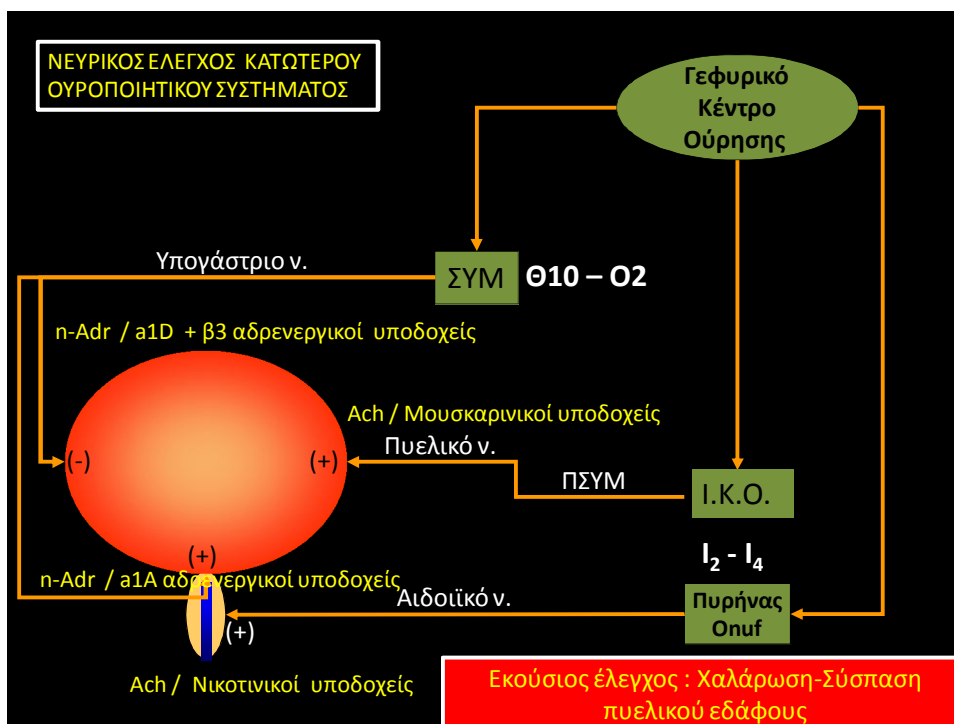 ΝΕΥΡΙΚΟΣ ΕΛΕΓΧΟΣ ΚΑΤΩΤΕΡΟΥ
ΟΥΡΟΠΟΙΗΤΙΚΟΥ ΣΥΣΤΗΜΑΤΟΣ
Γεφυρικό
Κέντρο
Ούρησης
Υπογάστριο ν.
ΣΥΜ
Θ10 – Ο2
n-Adr / a1D + β3 αδρενεργικοί υποδοχείς
Ach / Μουσκαρινικοί υποδοχείς
Πυελικό ν.
(-)
(+)
ΠΣΥΜ
Ι.Κ.Ο.
(+)
Ι₂ - Ι₄
n-Adr / a1A αδρενεργικοί υποδοχείς
Αιδοιϊκό ν.
Πυρήνας
Onuf
(+)
Ach / Νικοτινικοί υποδοχείς
Εκούσιος έλεγχος : Χαλάρωση-Σύσπαση
πυελικού εδάφους